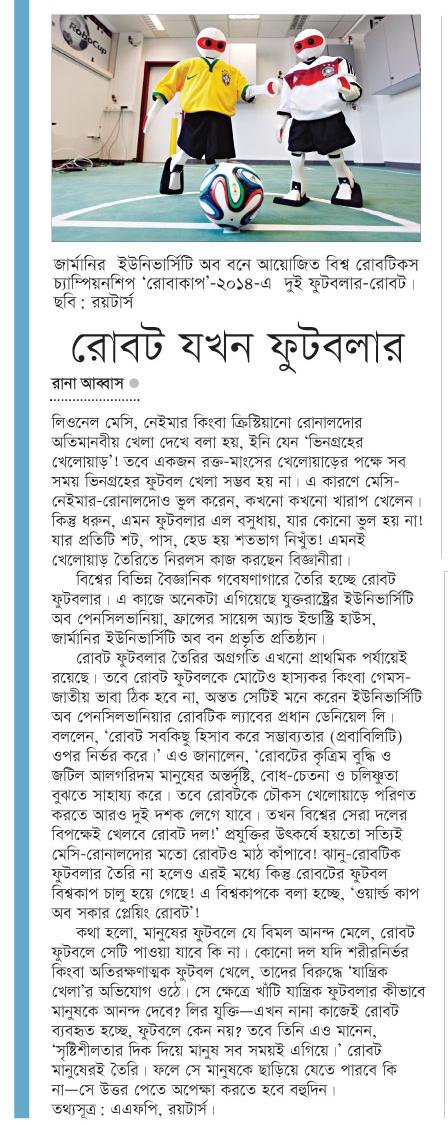 RoboCup
জার্মানির ইউনিভার্সিটি অব বনে আয়োজিত বিশ্ব রোবটিকস
চ্যাম্পিয়নশিপ ‘রোবাকাপ’-২০১৪-এ দুই ফুটবলার-রোবট।
ছবি : রয়টার্স
রোবট যখন ফুটবলার
রানা আব্বাস
লিওনেল মেসি, নেইমার কিংবা ক্রিস্টিয়ানো রোনালদোর
অতিমানবীয় খেলা দেখে বলা হয়, ইনি যেন ‘ভিনগ্রহের
খেলোয়াড়’! তবে একজন রক্ত-মাংসের খেলোয়াড়ের পক্ষে সব
সময় ভিনগ্রহের ফুটবল খেলা সম্ভব হয় না। এ কারণে মেসি-
নেইমার-রোনালদোও ভুল করেন, কখনো কখনো খারাপ খেলেন।
কিন্তু ধরুন, এমন ফুটবলার এল বসুধায়, যার কোনো ভুল হয় না!
যার প্রতিটি শট, পাস, হেড হয় শতভাগ নিখুঁত! এমনই
খেলোয়াড় তৈরিতে নিরলস কাজ করছেন বিজ্ঞানীরা।
বিশ্বের বিভিন্ন বৈজ্ঞানিক গবেষণাগারে তৈরি হচ্ছে রোবট
ফুটবলার। এ কাজে অনেকটা এগিয়েছে যুক্তরাষ্ট্রের ইউনিভার্সিটি
অব পেনসিলভানিয়া, ফ্রান্সের সায়েন্স অ্যান্ড ইন্ডাস্ট্রি হাউস,
জার্মানির ইউনিভার্সিটি অব বন প্রভৃতি প্রতিষ্ঠান।
রোবট ফুটবলার তৈরির অগ্রগতি এখনো প্রাথমিক পর্যায়েই
রয়েছে। তবে রোবট ফুটবলকে মোটেও হাস্যকর কিংবা গেমস-
জাতীয় ভাবা ঠিক হবে না, অন্তত সেটিই মনে করেন ইউনিভার্সিটি
অব পেনসিলভানিয়ার রোবটিক ল্যাবের প্রধান ডেনিয়েল লি।
বললেন, ‘রোবট সবকিছু হিসাব করে সম্ভাব্যতার (প্রবাবিলিটি)
ওপর নির্ভর করে।’ এও জানালেন, ‘রোবটের কৃত্রিম বুদ্ধি ও
জটিল আলগরিদম মানুষের অন্তর্দৃষ্টি, বোধ-চেতনা ও চলিষ্ণুতা
বুঝতে সাহায্য করে। তবে রোবটকে চৌকস খেলোয়াড়ে পরিণত
করতে আরও দুই দশক লেগে যাবে। তখন বিশ্বের সেরা দলের
বিপক্ষেই খেলবে রোবট দল!’ প্রযুক্তির উৎকর্ষে হয়তো সত্যিই
মেসি-রোনালদোর মতো রোবটও মাঠ কাঁপাবে! ঝানু-রোবটিক
ফুটবলার তৈরি না হলেও এরই মধ্যে কিন্তু রোবটের ফুটবল
বিশ্বকাপ চালু হয়ে গেছে! এ বিশ্বকাপকে বলা হচ্ছে, ‘ওয়ার্ল্ড কাপ
অব সকার প্লেয়িং রোবট’!
কথা হলো, মানুষের ফুটবলে যে বিমল আনন্দ মেলে, রোবট
ফুটবলে সেটি পাওয়া যাবে কি না। কোনো দল যদি শরীরনির্ভর
কিংবা অতিরক্ষণাত্মক ফুটবল খেলে, তাদের বিরুদ্ধে ‘যান্ত্রিক
খেলা’র অভিযোগ ওঠে। সে ক্ষেত্রে খাঁটি যান্ত্রিক ফুটবলার কীভাবে
মানুষকে আনন্দ দেবে? লির যুক্তি—এখন নানা কাজেই রোবট
ব্যবহৃত হচ্ছে, ফুটবলে কেন নয়? তবে তিনি এও মানেন,
‘সৃষ্টিশীলতার দিক দিয়ে মানুষ সব সময়ই এগিয়ে।’ রোবট
মানুষেরই তৈরি। ফলে সে মানুষকে ছাড়িয়ে যেতে পারবে কি
না—সে উত্তর পেতে অপেক্ষা করতে হবে বহুদিন।
তথ্যসূত্র : এএফপি, রয়টার্স।